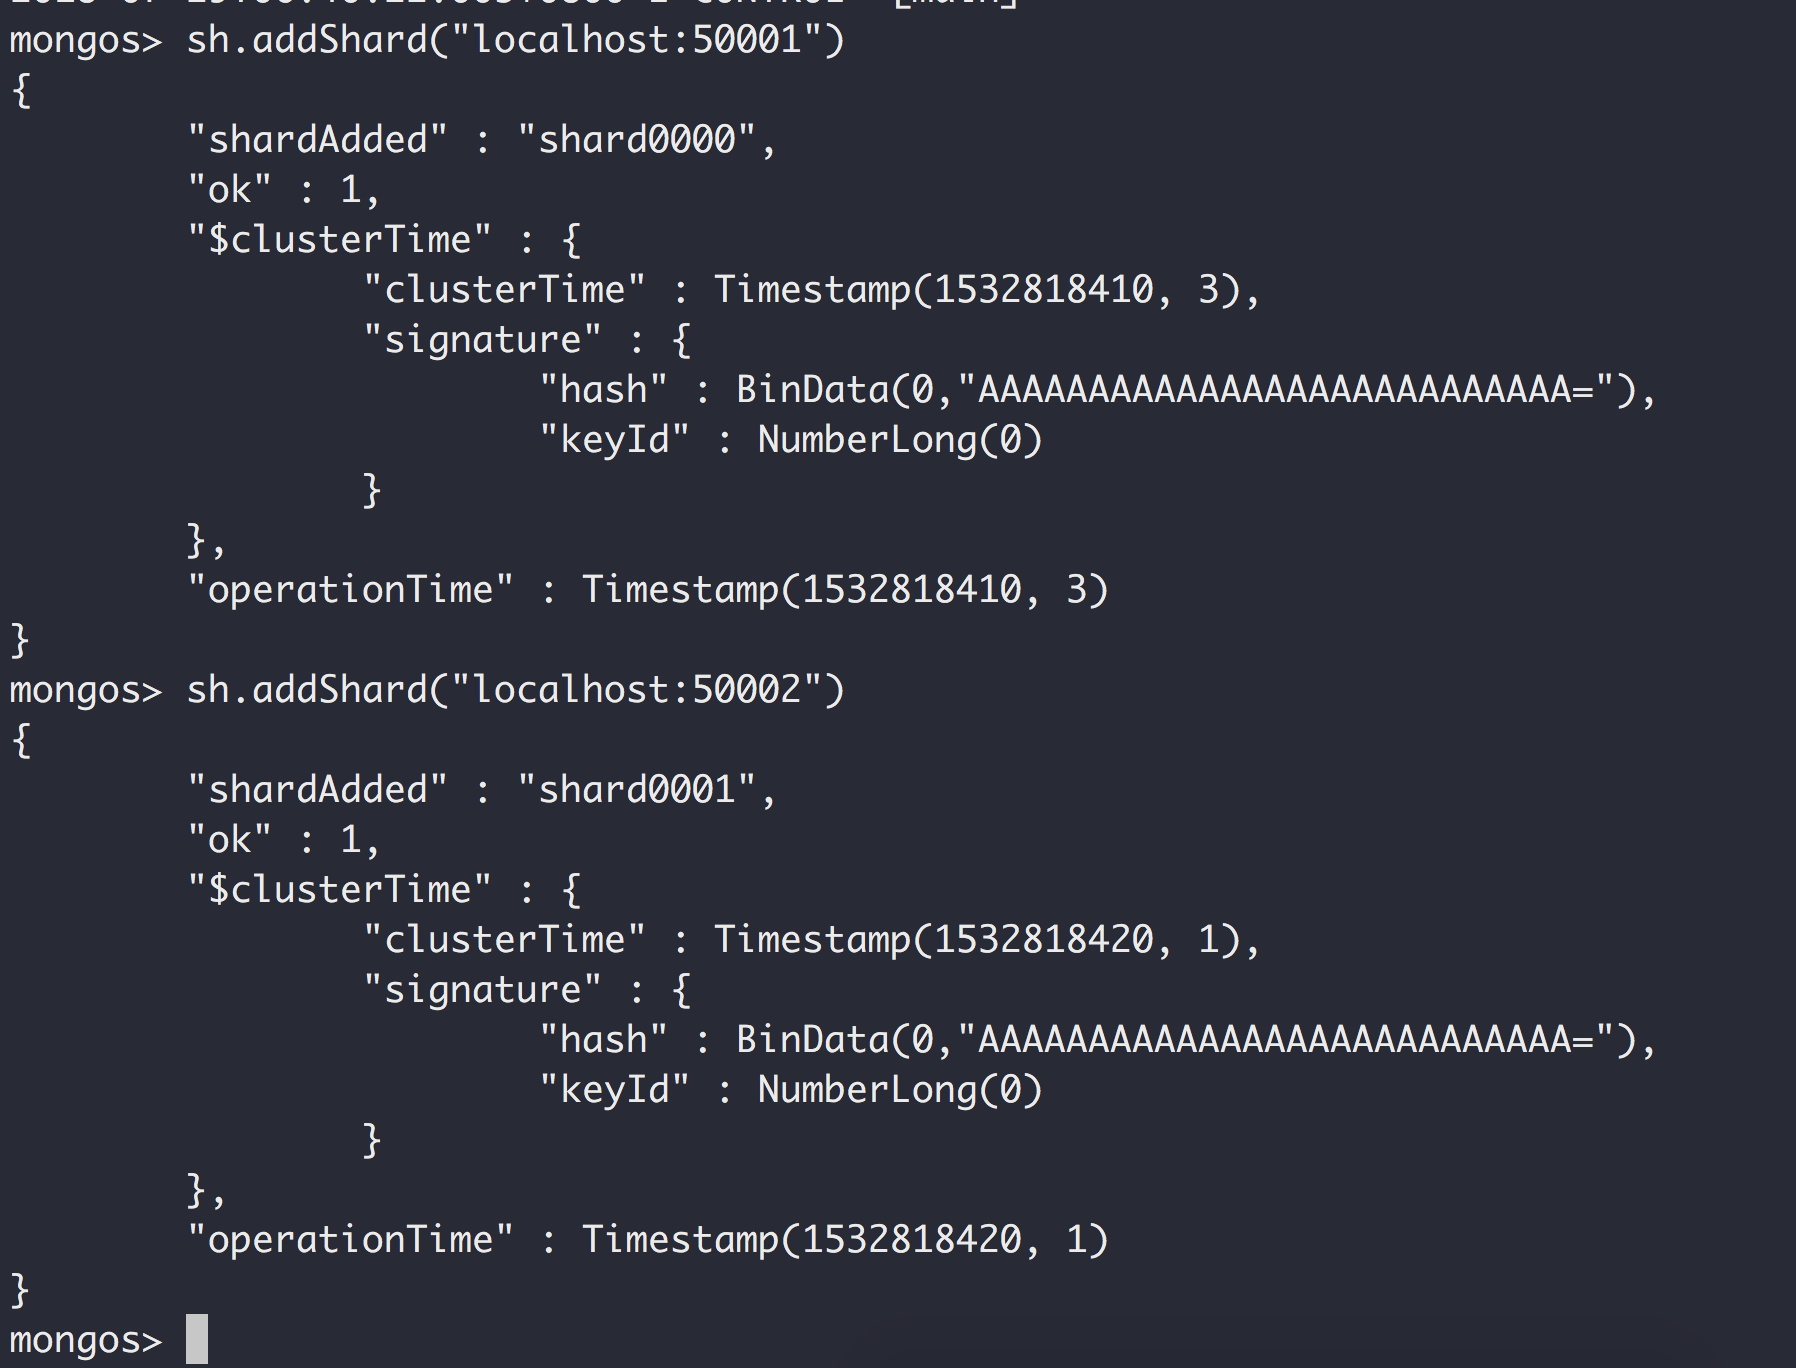 mongos> sh.addShard("localhost:50001")
{
        "shardAdded" : "shard0000",
        "ok" : 1,
        "$clusterTime" : {
                "clusterTime" : Timestamp(1532818410, 3),
                "signature" : {
                        "hash" : BinData(0,"AAAAAAAAAAAAAAAAAAAAAAAAAAA="),
                        "keyId" : NumberLong(0)
                }
        },
        "operationTime" : Timestamp(1532818410, 3)
}
mongos> sh.addShard("localhost:50002")
{
        "shardAdded" : "shard0001",
        "ok" : 1,
        "$clusterTime" : {
                "clusterTime" : Timestamp(1532818420, 1),
                "signature" : {
                        "hash" : BinData(0,"AAAAAAAAAAAAAAAAAAAAAAAAAAA="),
                        "keyId" : NumberLong(0)
                }
        },
        "operationTime" : Timestamp(1532818420, 1)
}
mongos>